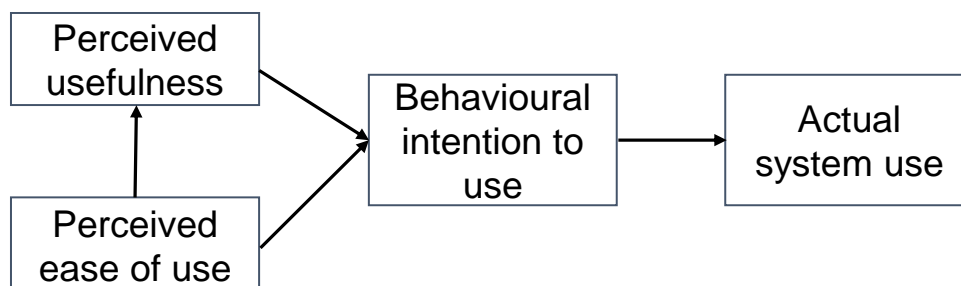 Perceived
usefulness
Behavioural
intention to
use
Actual
system use
Perceived
ease of use